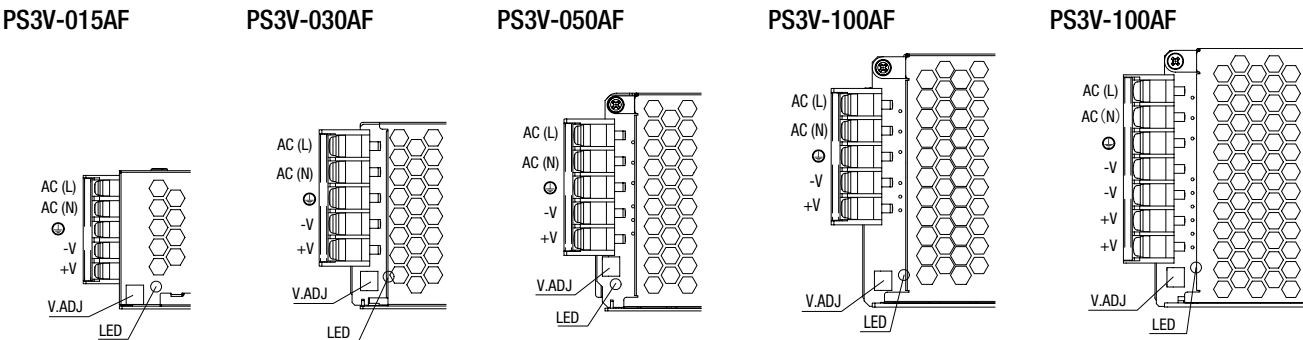 PS3V-015AF
AC (L)
AC (N)
-V
+V
V.ADJ
LED
PS3V-030AF
AC (L)
AC (N)
-V
+V
V.ADJ
LED
PS3V-050AF
AC (L)
AC (N)
-V
+V
V.ADJ
LED
PS3V-100AF
AC (L)
AC (N)
-V
+V
V.ADJ
LED
PS3V-100AF
AC (L)
AC (N)
-V
-V
+V
+V
V.ADJ
LED